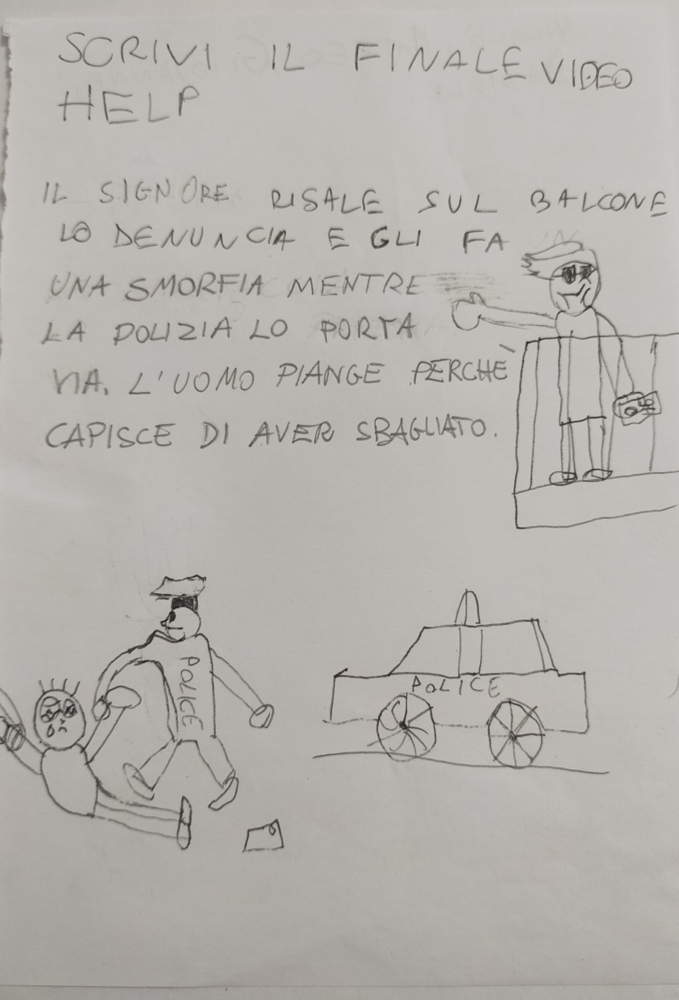 SCRIVI IL FINALE VIDEO
HELP
IL SIGNORE RISALE SUL BALCONE
LO DENUNCIA E GLI FA
UNA SMORFIA MENTRE
LA POLIZIA LO PORTA
VIA. L'UOMO PIANGE PERCHÈ
CAPISCE DI AVER SBAGLIATO.
POLICE
POLICE